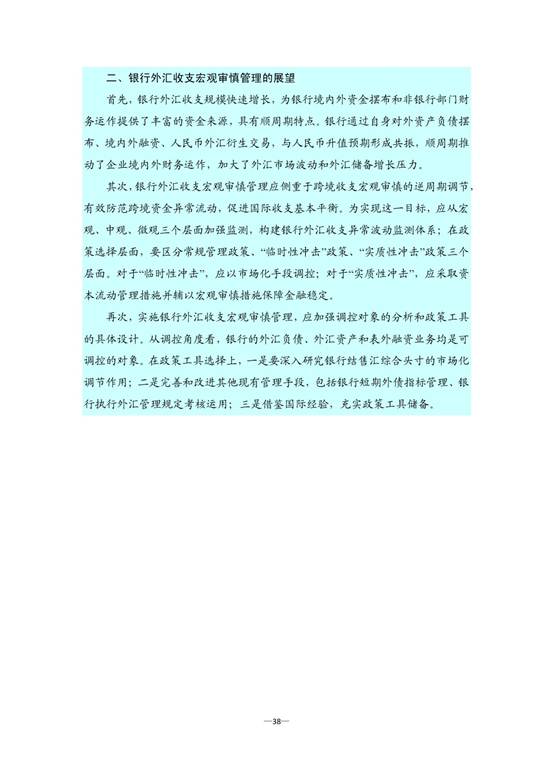 二、银行外汇收支宏观审慎管理的展望
首先，银行外汇收支规模快速增长，为银行境内外资金摆布和非银行部门财
务运作提供了丰富的资金来源，具有顺周期特点。银行通过自身对外资产负债摆
布、境内外融资、人民币外汇衍生交易，与人民币升值预期形成共振，顺周期推
动了企业境内外财务运作，加大了外汇市场波动和外汇储备增长压力。
其次，银行外汇收支宏观审慎管理应侧重于跨境收支宏观审慎的逆周期调节，
有效防范跨境资金异常流动，促进国际收支基本平衡。为实现这一目标，应从宏
观、中观、微观三个层面加强监测，构建银行外汇收支异常波动监测体系；在政
策选择层面，要区分常规管理政策、“临时性冲击”政策、“实质性冲击”政策三个
层面。对于“临时性冲击”，应以市场化手段调控；对于“实质性冲击”，应采取资
本流动管理措施并辅以宏观审慎措施保障金融稳定。
再次，实施银行外汇收支宏观审慎管理，应加强调控对象的分析和政策工具
的具体设计。从调控角度看，银行的外汇负债、外汇资产和表外融资业务均是可
调控的对象。在政策工具选择上，一是要深入研究银行结售汇综合头寸的市场化
调节作用；二是完善和改进其他现有管理手段，包括银行短期外债指标管理、银
行执行外汇管理规定考核运用；三是借鉴国际经验，充实政策工具储备。
—38—